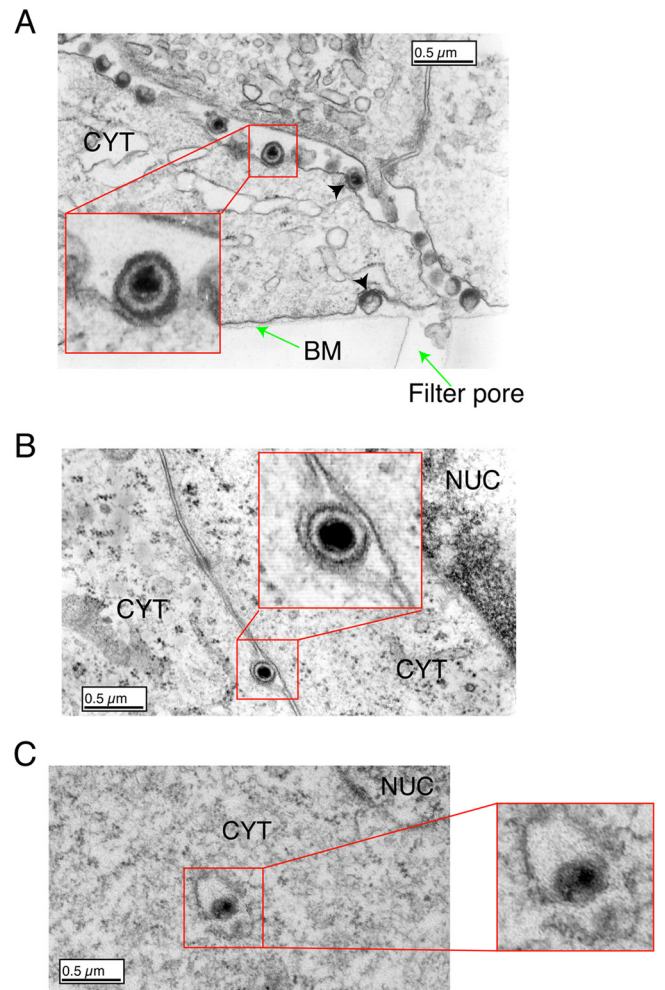 A
0.5 µm
CYT
BM
Filter pore
B
NUC
CYT
CYT
0.5 µm
C
NUC
CYT
0.5 µm